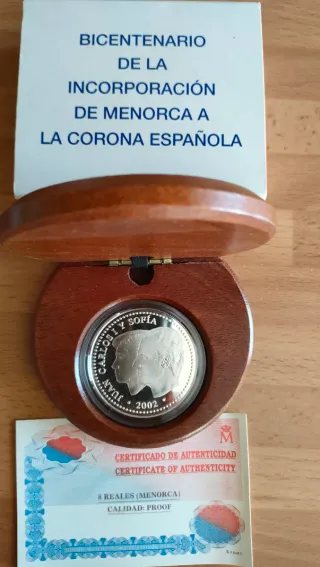 BICENTENARIO
DE LA
INCORPORACIÓN
DE MENORCA A
LA CORONA ESPAÑOLA
JUAN CARLOS I Y SOFÍA
2002
M
CERTIFICADO DE AUTENTICIDAD
CERTIFICATE OF AUTHENTICITY
8 REALES (MENORCA)
CALIDAD: PROOF